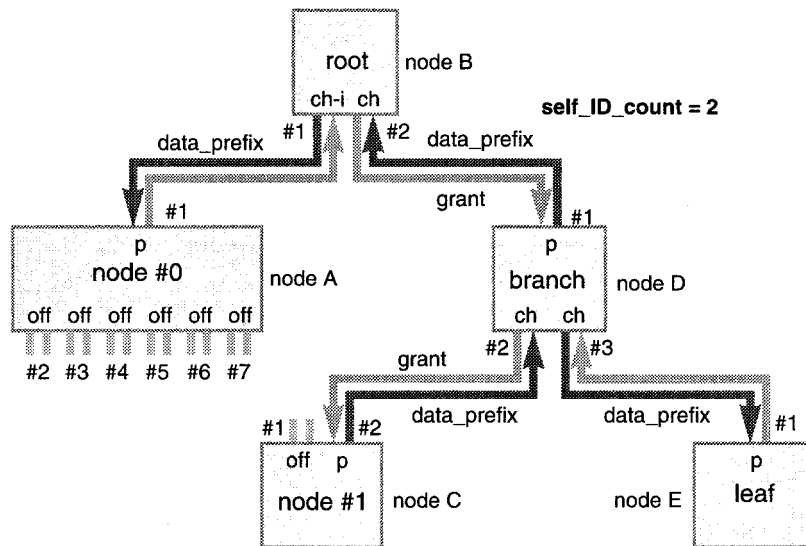 root
node B
ch-i ch
self_ID_count = 2
#1
#2
data_prefix
data_prefix
grant
#1
#1
p
node #0
node A
off off off off off off
#2 #3 #4 #5 #6 #7
p
branch
node D
ch ch
#2
#3
grant
data_prefix
data_prefix
#1
#2
#1
off p
node #1
node C
p
leaf
node E